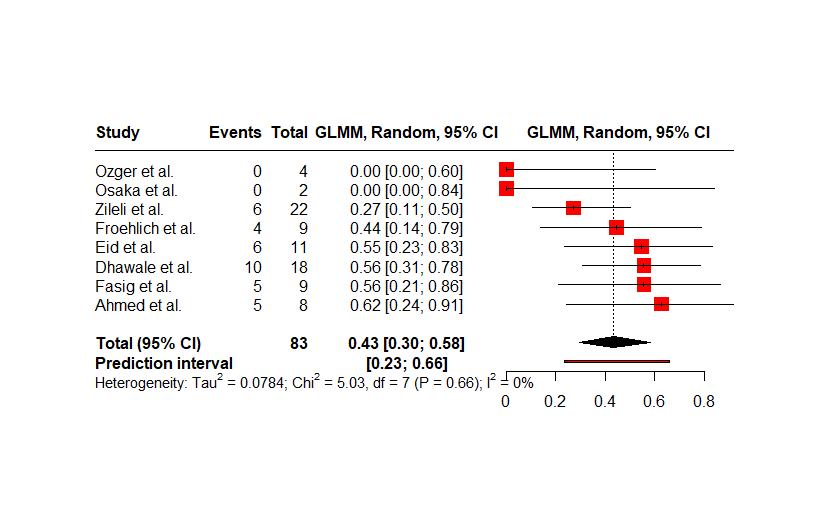 Study Events Total GLMM, Random, 95% CI GLMM, Random, 95% CI
Ozger et al. 0 4 0.00 [0.00; 0.60]
Osaka et al. 0 2 0.00 [0.00; 0.84]
Zileli et al. 6 22 0.27 [0.11; 0.50]
Froehlich et al. 4 9 0.44 [0.14; 0.79]
Eid et al. 6 11 0.55 [0.23; 0.83]
Dhawale et al. 10 18 0.56 [0.31; 0.78]
Fasig et al. 5 9 0.56 [0.21; 0.86]
Ahmed et al. 5 8 0.62 [0.24; 0.91]
Total (95% CI) 83 0.43 [0.30; 0.58]
Prediction interval [0.23; 0.66]
Heterogeneity: Tau² = 0.0784; Chi² = 5.03, df = 7 (P = 0.66); I² = 0%
0 0.2 0.4 0.6 0.8